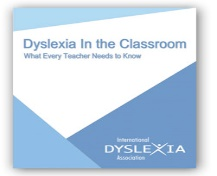 Dyslexia In the Classroom
What Every Teacher Needs to Know
International
DYSLEXIA
Association